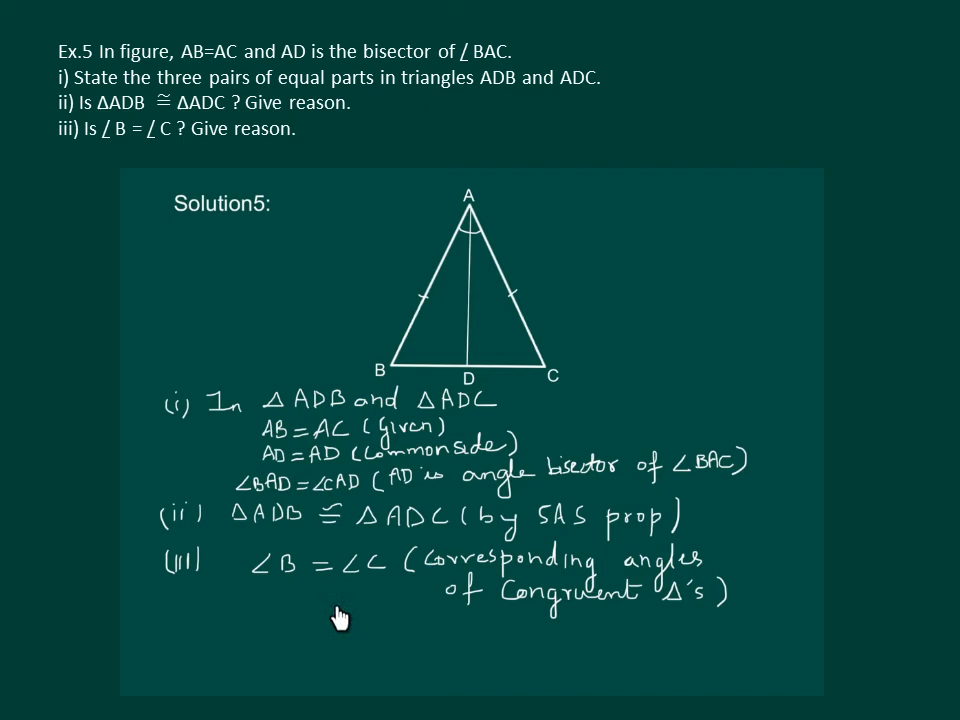 Ex.5 In figure, AB=AC and AD is the bisector of ∠ BAC.
i) State the three pairs of equal parts in triangles ADB and ADC.
ii) Is ΔADB ≅ ΔADC ? Give reason.
iii) Is ∠ B = ∠ C ? Give reason.
Solution5:
A
B
D
C
(i) In Δ ADB and Δ ADC
AB = AC (Given)
AD = AD (Common side)
∠BAD = ∠CAD (AD is angle bisector of ∠BAC)
(ii) Δ ADB ≅ Δ ADC (by SAS prop)
(iii) ∠B = ∠C (Corresponding angles
of Congruent Δ's)